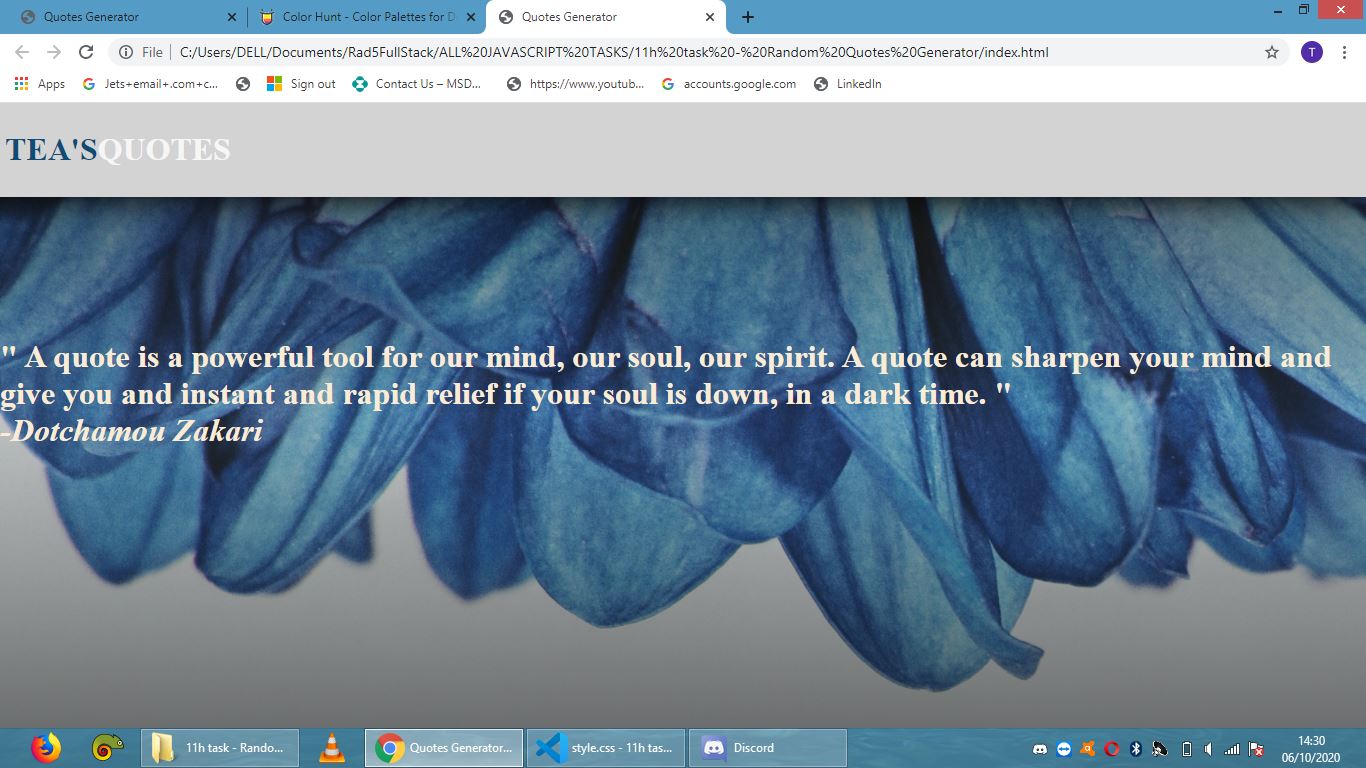 Quotes Generator
Color Hunt - Color Palettes for D
Quotes Generator
File
C:/Users/DELL/Documents/Rad5FullStack/ALL%20JAVASCRIPT%20TASKS/11h%20task%20-%20Random%20Quotes%20Generator/index.html
T
Apps
Jets+email+.com+c...
Sign out
Contact Us – MSD...
https://www.youtub...
accounts.google.com
LinkedIn
TEA'SQUOTES
" A quote is a powerful tool for our mind, our soul, our spirit. A quote can sharpen your mind and
give you and instant and rapid relief if your soul is down, in a dark time. "
-Dotchamou Zakari
11h task - Rando...
Quotes Generator...
style.css - 11h tas...
Discord
14:30
06/10/2020